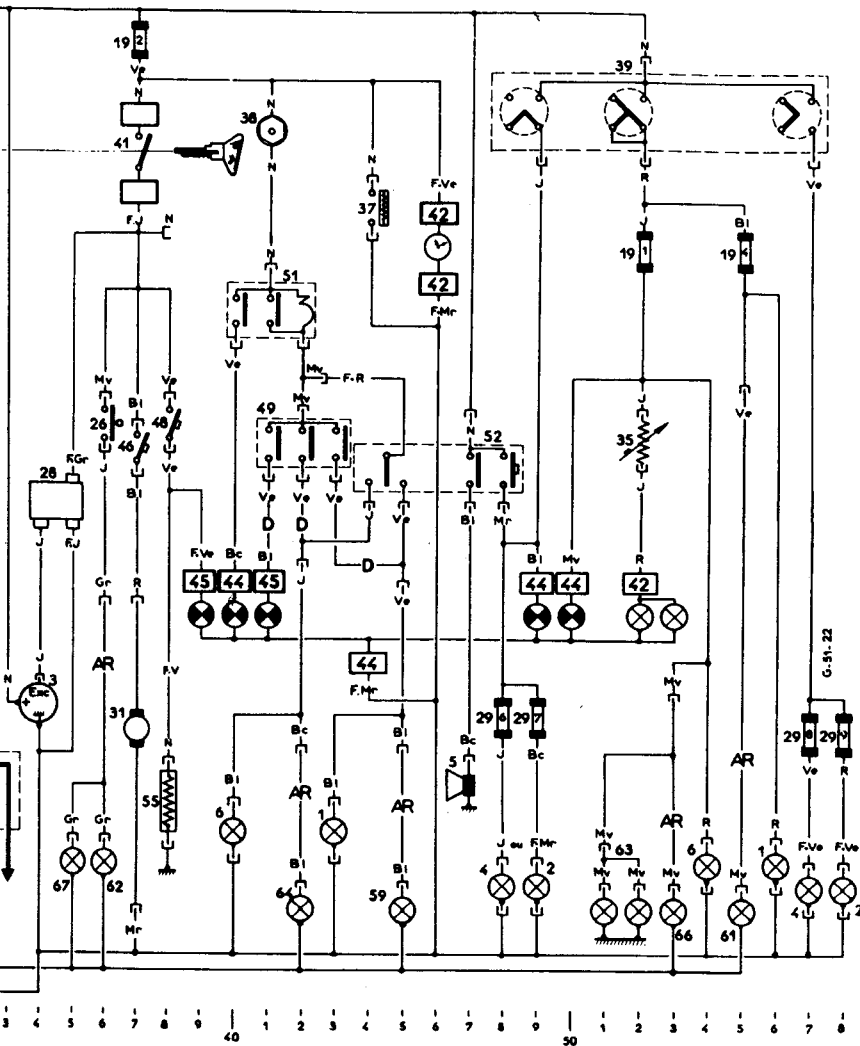 19 2
Ve
N
41
F.J
N
38
N
N
N
51
N
37
F.Ve
42
42
F.Mr
N
39
J
R
Ve
J
Bl
19 1
19 4
Mv
Bl
Ve
26
46
48
J
Bl
Ve
Ve
Mv
F.R
Mv
49
52
N
28
F.Gr
J
F.J
Ve
Ve
Ve
J
Ve
Bl
Mr
D
D
D
J
35
J
Ve
F.Ve
Bc
Bl
45
44
45
J
Ve
Bl
Mv
R
44
44
42
Gr
R
AR
F.V
44
F.Mr
G-51-22
N
J
3
Exc
+
31
N
55
Bc
Bl
Bl
Bl
AR
AR
6
1
Bc
5
29 6
29 7
J
Bc
Mv
Mv
AR
AR
29 8
29 9
Ve
R
Gr
Gr
67
62
Mr
Bl
64
Bl
59
J ou
F.Mr
4
2
Mv
63
Mv
Mv
Mv
66
R
6
Mv
61
R
1
F.Ve
F.Ve
4
2
3 4 5 6 7 8 9 40 1 2 3 4 5 6 7 8 9 50 1 2 3 4 5 6 7 8